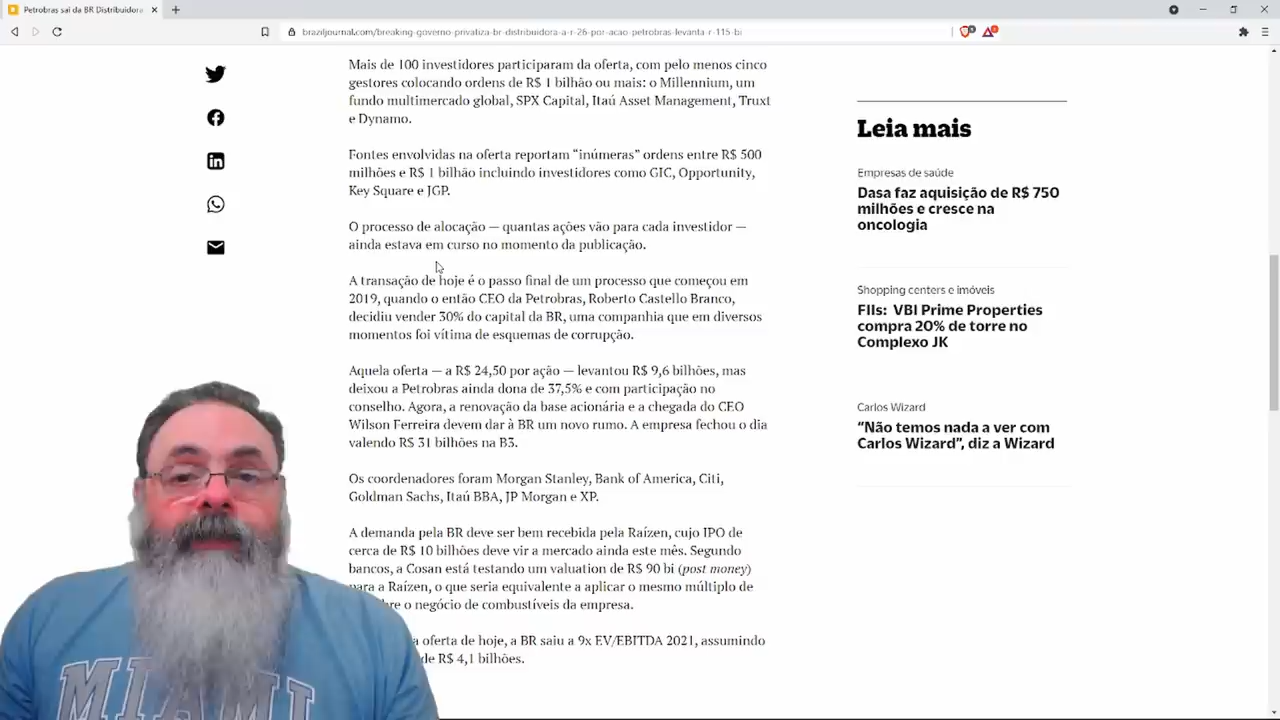 Petrobras sai da BR Distribuidora
braziljournal.com/breaking-governo-privatiza-br-distribuidora-a-r-26-por-acao-petrobras-levanta-r-115-bi
Mais de 100 investidores participaram da oferta, com pelo menos cinco
gestores colocando ordens de R$ 1 bilhão ou mais: o Millennium, um
fundo multimercado global, SPX Capital, Itaú Asset Management, Truxt
e Dynamo.
Fontes envolvidas na oferta reportam “inúmeras” ordens entre R$ 500
milhões e R$ 1 bilhão incluindo investidores como GIC, Opportunity,
Key Square e JGP.
O processo de alocação — quantas ações vão para cada investidor —
ainda estava em curso no momento da publicação.
A transação de hoje é o passo final de um processo que começou em
2019, quando o então CEO da Petrobras, Roberto Castello Branco,
decidiu vender 30% do capital da BR, uma companhia que em diversos
momentos foi vítima de esquemas de corrupção.
Aquela oferta — a R$ 24,50 por ação — levantou R$ 9,6 bilhões, mas
deixou a Petrobras ainda dona de 37,5% e com participação no
conselho. Agora, a renovação da base acionária e a chegada do CEO
Wilson Ferreira devem dar à BR um novo rumo. A empresa fechou o dia
valendo R$ 31 bilhões na B3.
Os coordenadores foram Morgan Stanley, Bank of America, Citi,
Goldman Sachs, Itaú BBA, JP Morgan e XP.
A demanda pela BR deve ser bem recebida pela Raízen, cujo IPO de
cerca de R$ 10 bilhões deve vir a mercado ainda este mês. Segundo
bancos, a Cosan está testando um valuation de R$ 90 bi (post money)
para a Raízen, o que seria equivalente a aplicar o mesmo múltiplo de
o negócio de combustíveis da empresa.
a oferta de hoje, a BR saiu a 9x EV/EBITDA 2021, assumindo
de R$ 4,1 bilhões.
Leia mais
Empresas de saúde
Dasa faz aquisição de R$ 750
milhões e cresce na
oncologia
Shopping centers e imóveis
FIIs: VBI Prime Properties
compra 20% de torre no
Complexo JK
Carlos Wizard
“Não temos nada a ver com
Carlos Wizard”, diz a Wizard
MIAMI